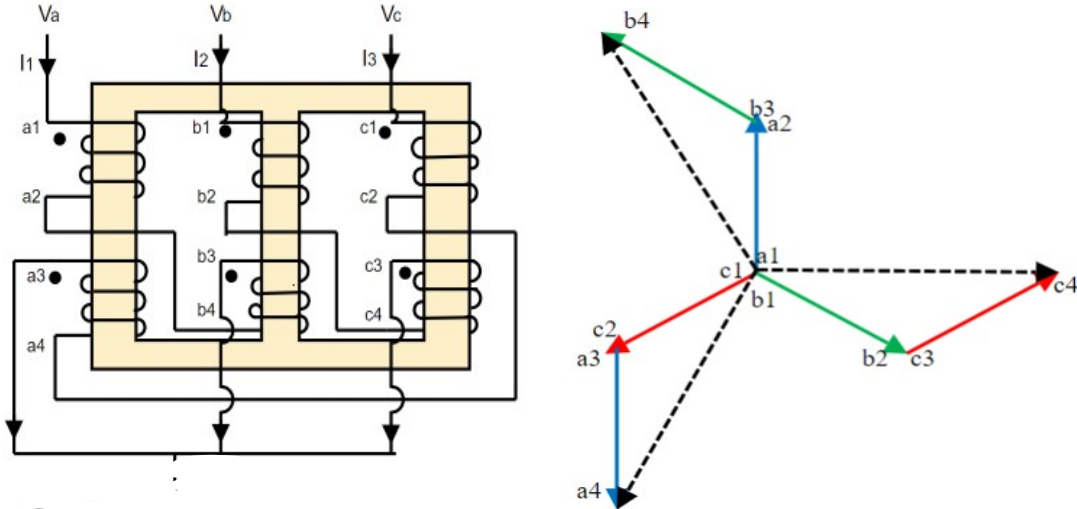 Va Vb Vc
I1 I2 I3
a1 b1 c1
a2 b2 c2
a3 b3 c3
a4 b4 c4
b4
b3
a2
a1
c1
b1
c4
c2
a3
b2 c3
a4